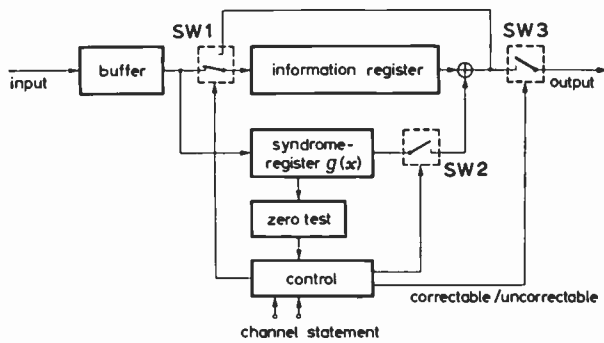 SW1
SW3
input
buffer
information register
output
syndrome-
register g(x)
SW2
zero test
control
correctable/uncorrectable
channel statement